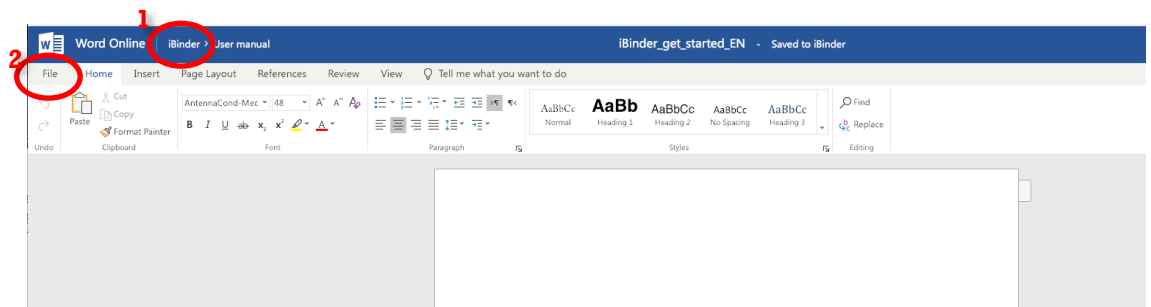 1
Word Online iBinder > User manual iBinder_get_started_EN - Saved to iBinder
2
File Home Insert Page Layout References Review View Tell me what you want to do
Cut
Copy
Format Painter
Paste
AntennaCond-Mec 48 A A A
B I U ab x2 x2 A
AaBbCc AaBb AaBbCc AaBbCc AaBbCc
Normal Heading 1 Heading 2 No Spacing Heading 3
Find
Replace
Undo Clipboard Font Paragraph Styles Editing